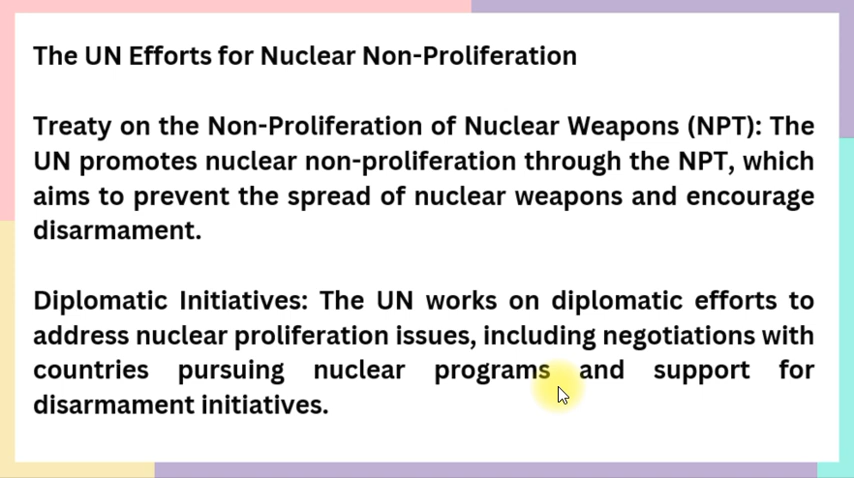 The UN Efforts for Nuclear Non-Proliferation
Treaty on the Non-Proliferation of Nuclear Weapons (NPT): The
UN promotes nuclear non-proliferation through the NPT, which
aims to prevent the spread of nuclear weapons and encourage
disarmament.
Diplomatic Initiatives: The UN works on diplomatic efforts to
address nuclear proliferation issues, including negotiations with
countries pursuing nuclear programs and support for
disarmament initiatives.